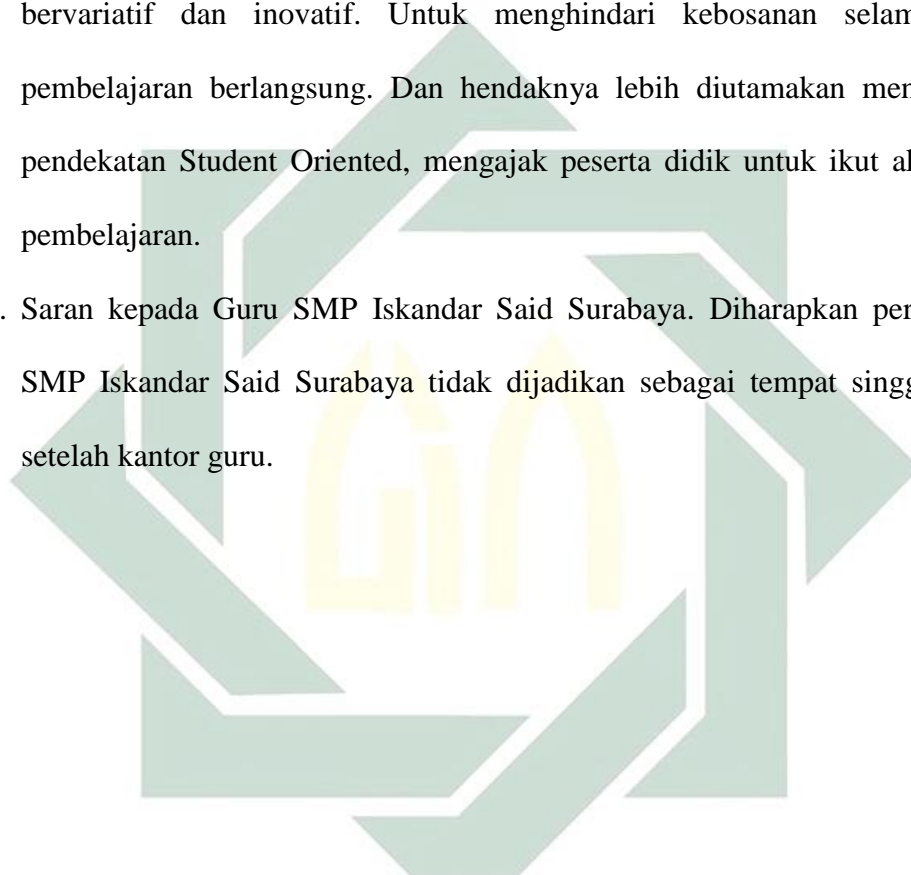 bervariatif dan inovatif. Untuk menghindari kebosanan selam
pembelajaran berlangsung. Dan hendaknya lebih diutamakan men
pendekatan Student Oriented, mengajak peserta didik untuk ikut al
pembelajaran.
. Saran kepada Guru SMP Iskandar Said Surabaya. Diharapkan per
SMP Iskandar Said Surabaya tidak dijadikan sebagai tempat singg
setelah kantor guru.